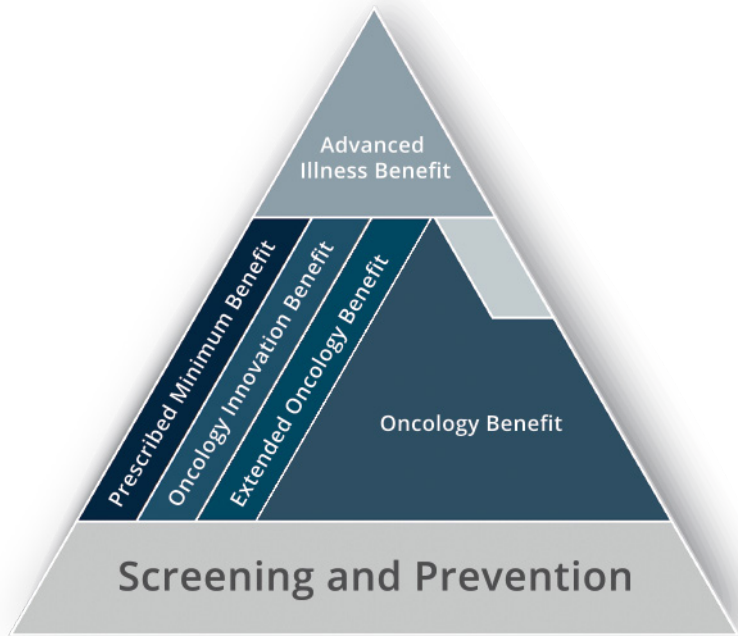 Advanced
Illness Benefit
Prescribed Minimum Benefit
Oncology Innovation Benefit
Extended Oncology Benefit
Oncology Benefit
Screening and Prevention